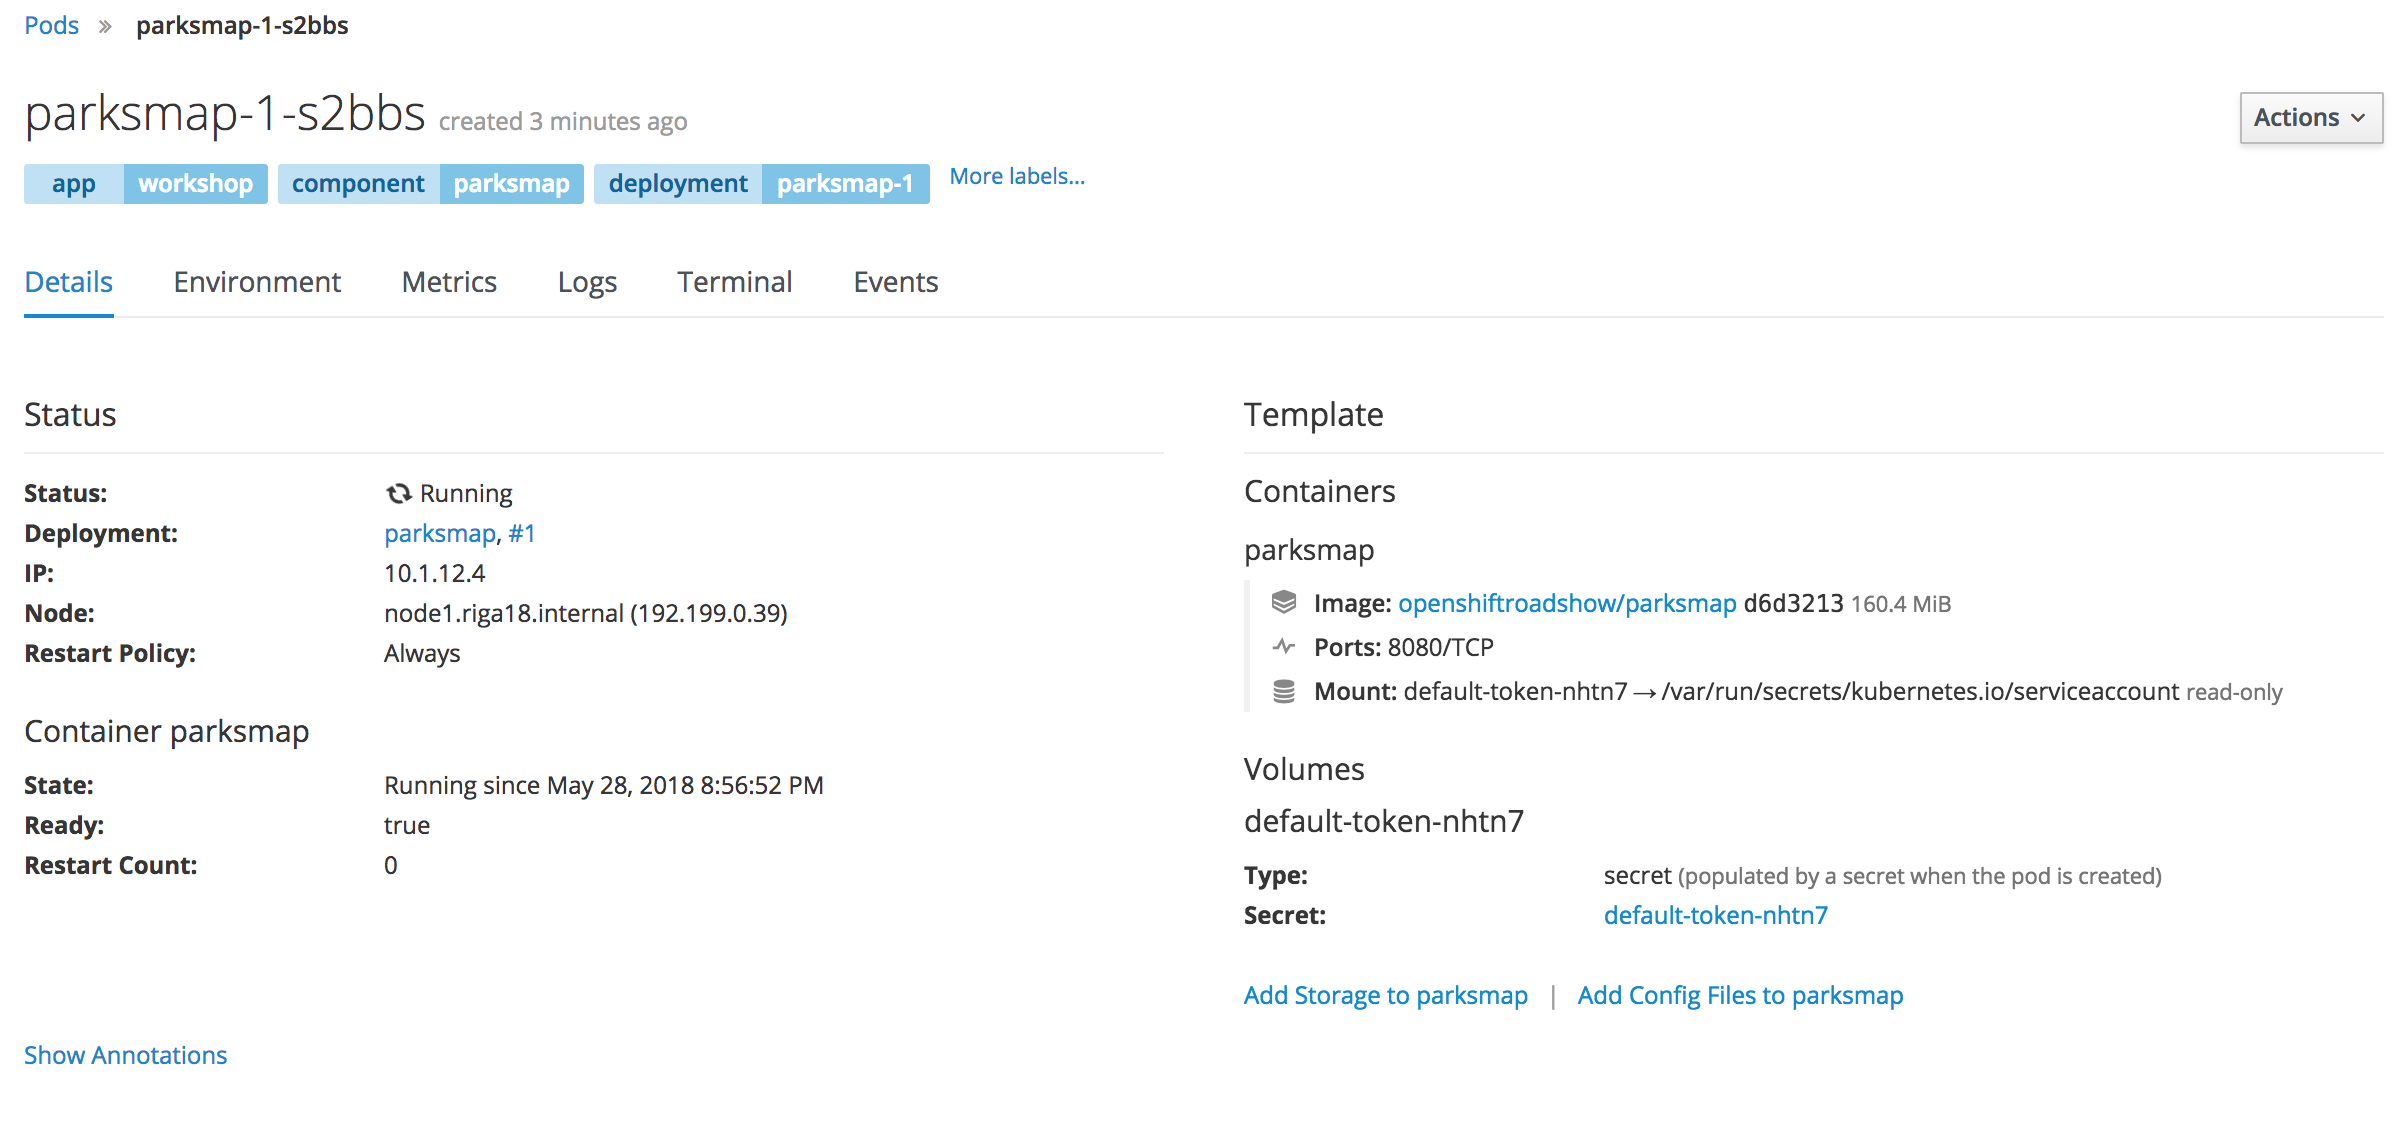 Pods » parksmap-1-s2bbs
parksmap-1-s2bbs created 3 minutes ago
Actions
app workshop component parksmap deployment parksmap-1 More labels...
Details Environment Metrics Logs Terminal Events
Status
Status: Running
Deployment: parksmap, #1
IP: 10.1.12.4
Node: node1.riga18.internal (192.199.0.39)
Restart Policy: Always
Container parksmap
State: Running since May 28, 2018 8:56:52 PM
Ready: true
Restart Count: 0
Show Annotations
Template
Containers
parksmap
Image: openshiftroadshow/parksmap d6d3213 160.4 MiB
Ports: 8080/TCP
Mount: default-token-nhtn7 → /var/run/secrets/kubernetes.io/serviceaccount read-only
Volumes
default-token-nhtn7
Type: secret (populated by a secret when the pod is created)
Secret: default-token-nhtn7
Add Storage to parksmap | Add Config Files to parksmap